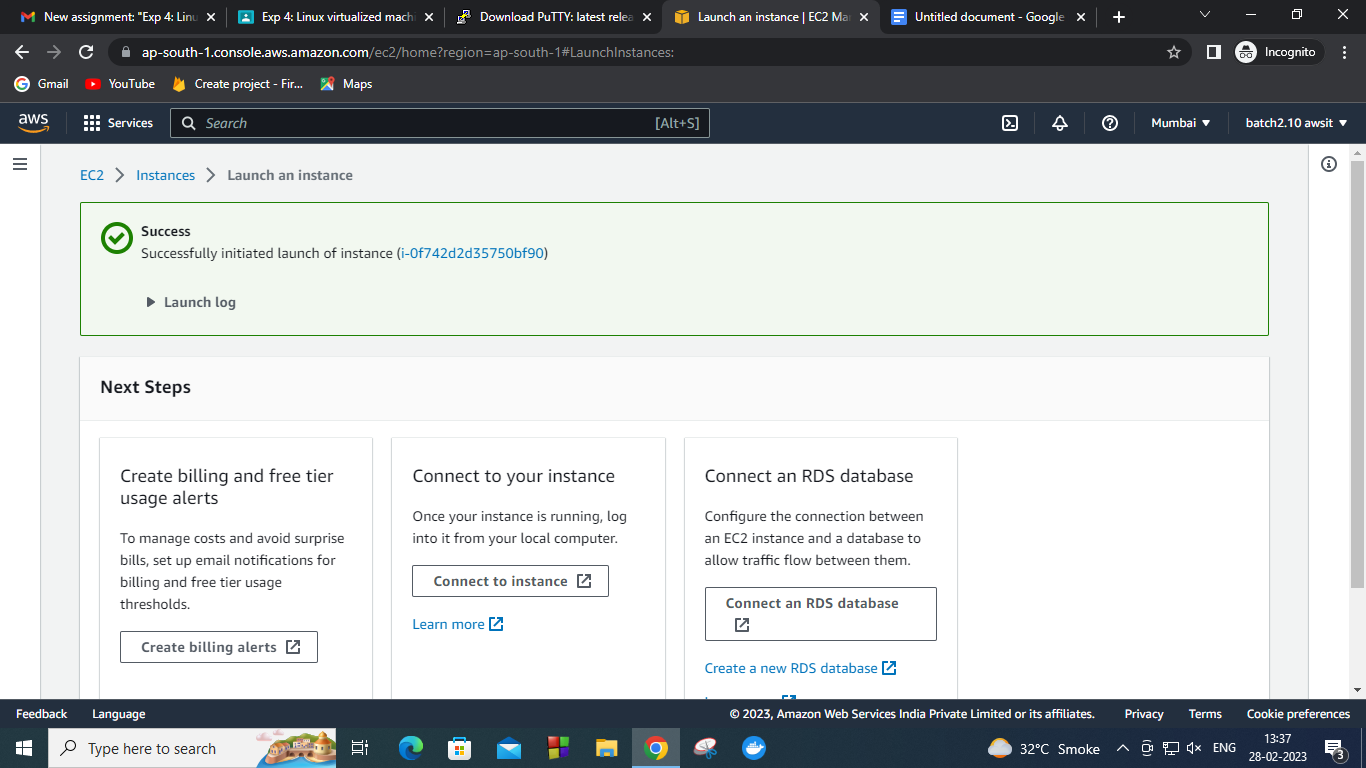 New assignment: "Exp 4: Linu
Exp 4: Linux virtualized machi
Download PuTTY: latest relea
Launch an instance | EC2 Ma
Untitled document - Google
ap-south-1.console.aws.amazon.com/ec2/home?region=ap-south-1#LaunchInstances:
Incognito
Gmail
YouTube
Create project - Fir...
Maps
aws
Services
Search
[Alt+S]
Mumbai
batch2.10 awsit
EC2
Instances
Launch an instance
Success
Successfully initiated launch of instance (i-0f742d2d35750bf90)
Launch log
Next Steps
Create billing and free tier
usage alerts
To manage costs and avoid surprise
bills, set up email notifications for
billing and free tier usage
thresholds.
Create billing alerts
Connect to your instance
Once your instance is running, log
into it from your local computer.
Connect to instance
Learn more
Connect an RDS database
Configure the connection between
an EC2 instance and a database to
allow traffic flow between them.
Connect an RDS database
Create a new RDS database
Feedback
Language
© 2023, Amazon Web Services India Private Limited or its affiliates.
Privacy
Terms
Cookie preferences
Type here to search
32°C Smoke
ENG
13:37
28-02-2023
3